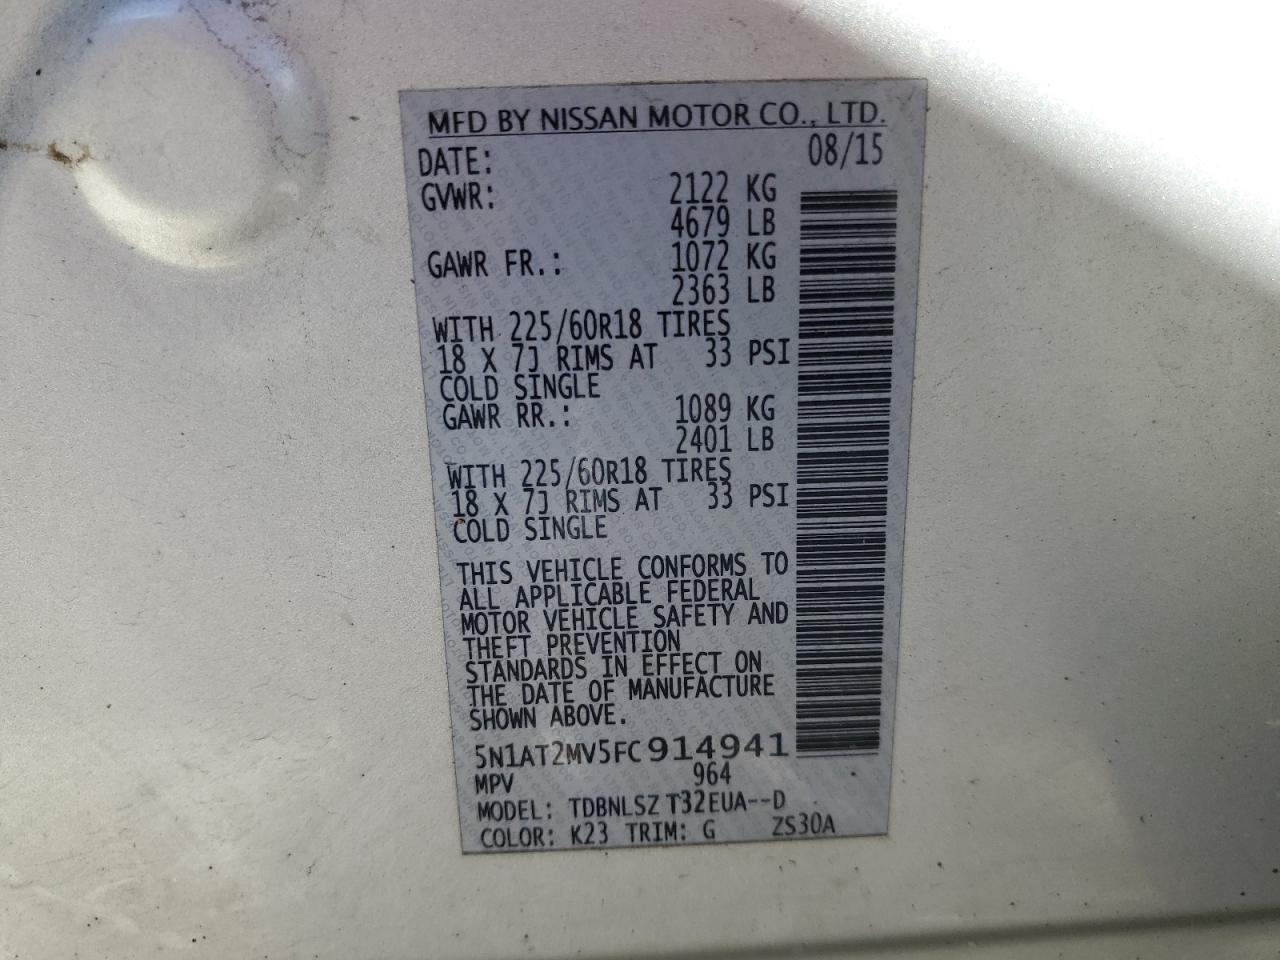 MFD BY NISSAN MOTOR CO., LTD.
DATE: 08/15
GVWR: 2122 KG
4679 LB
GAWR FR.: 1072 KG
2363 LB
WITH 225/60R18 TIRES
18 X 7J RIMS AT 33 PSI
COLD SINGLE
GAWR RR.: 1089 KG
2401 LB
WITH 225/60R18 TIRES
18 X 7J RIMS AT 33 PSI
COLD SINGLE
THIS VEHICLE CONFORMS TO
ALL APPLICABLE FEDERAL
MOTOR VEHICLE SAFETY AND
THEFT PREVENTION
STANDARDS IN EFFECT ON
THE DATE OF MANUFACTURE
SHOWN ABOVE.
5N1AT2MV5FC914941
MPV 964
MODEL: TDBNLSZ T32EUA--D
COLOR: K23 TRIM: G ZS30A